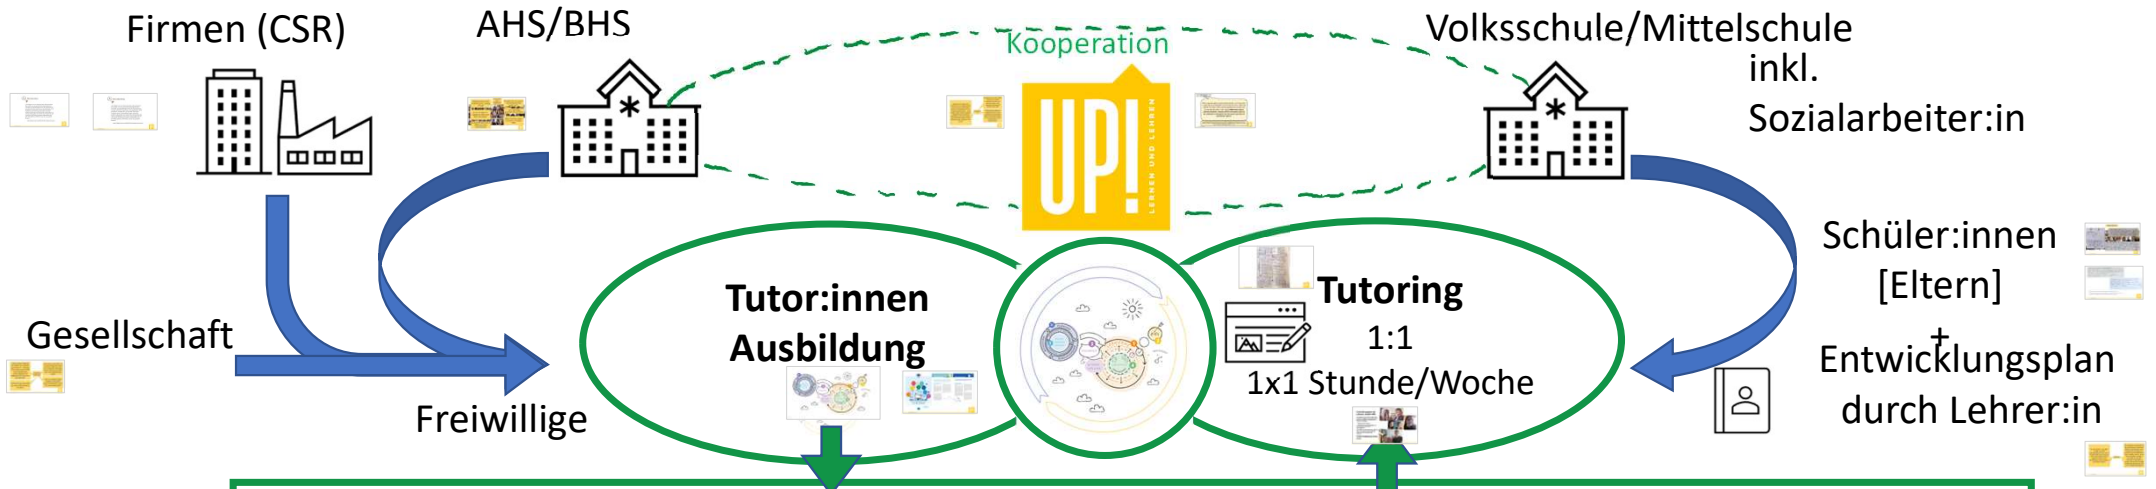 Firmen (CSR)
AHS/BHS
Kooperation
Volksschule/Mittelschule
inkl.
Sozialarbeiter:in
UP!
LERNEN UND LEHREN
Gesellschaft
Freiwillige
Tutor:innen
Ausbildung
Tutoring
1:1
1x1 Stunde/Woche
Schüler:innen
[Eltern]
+
Entwicklungsplan
durch Lehrer:in